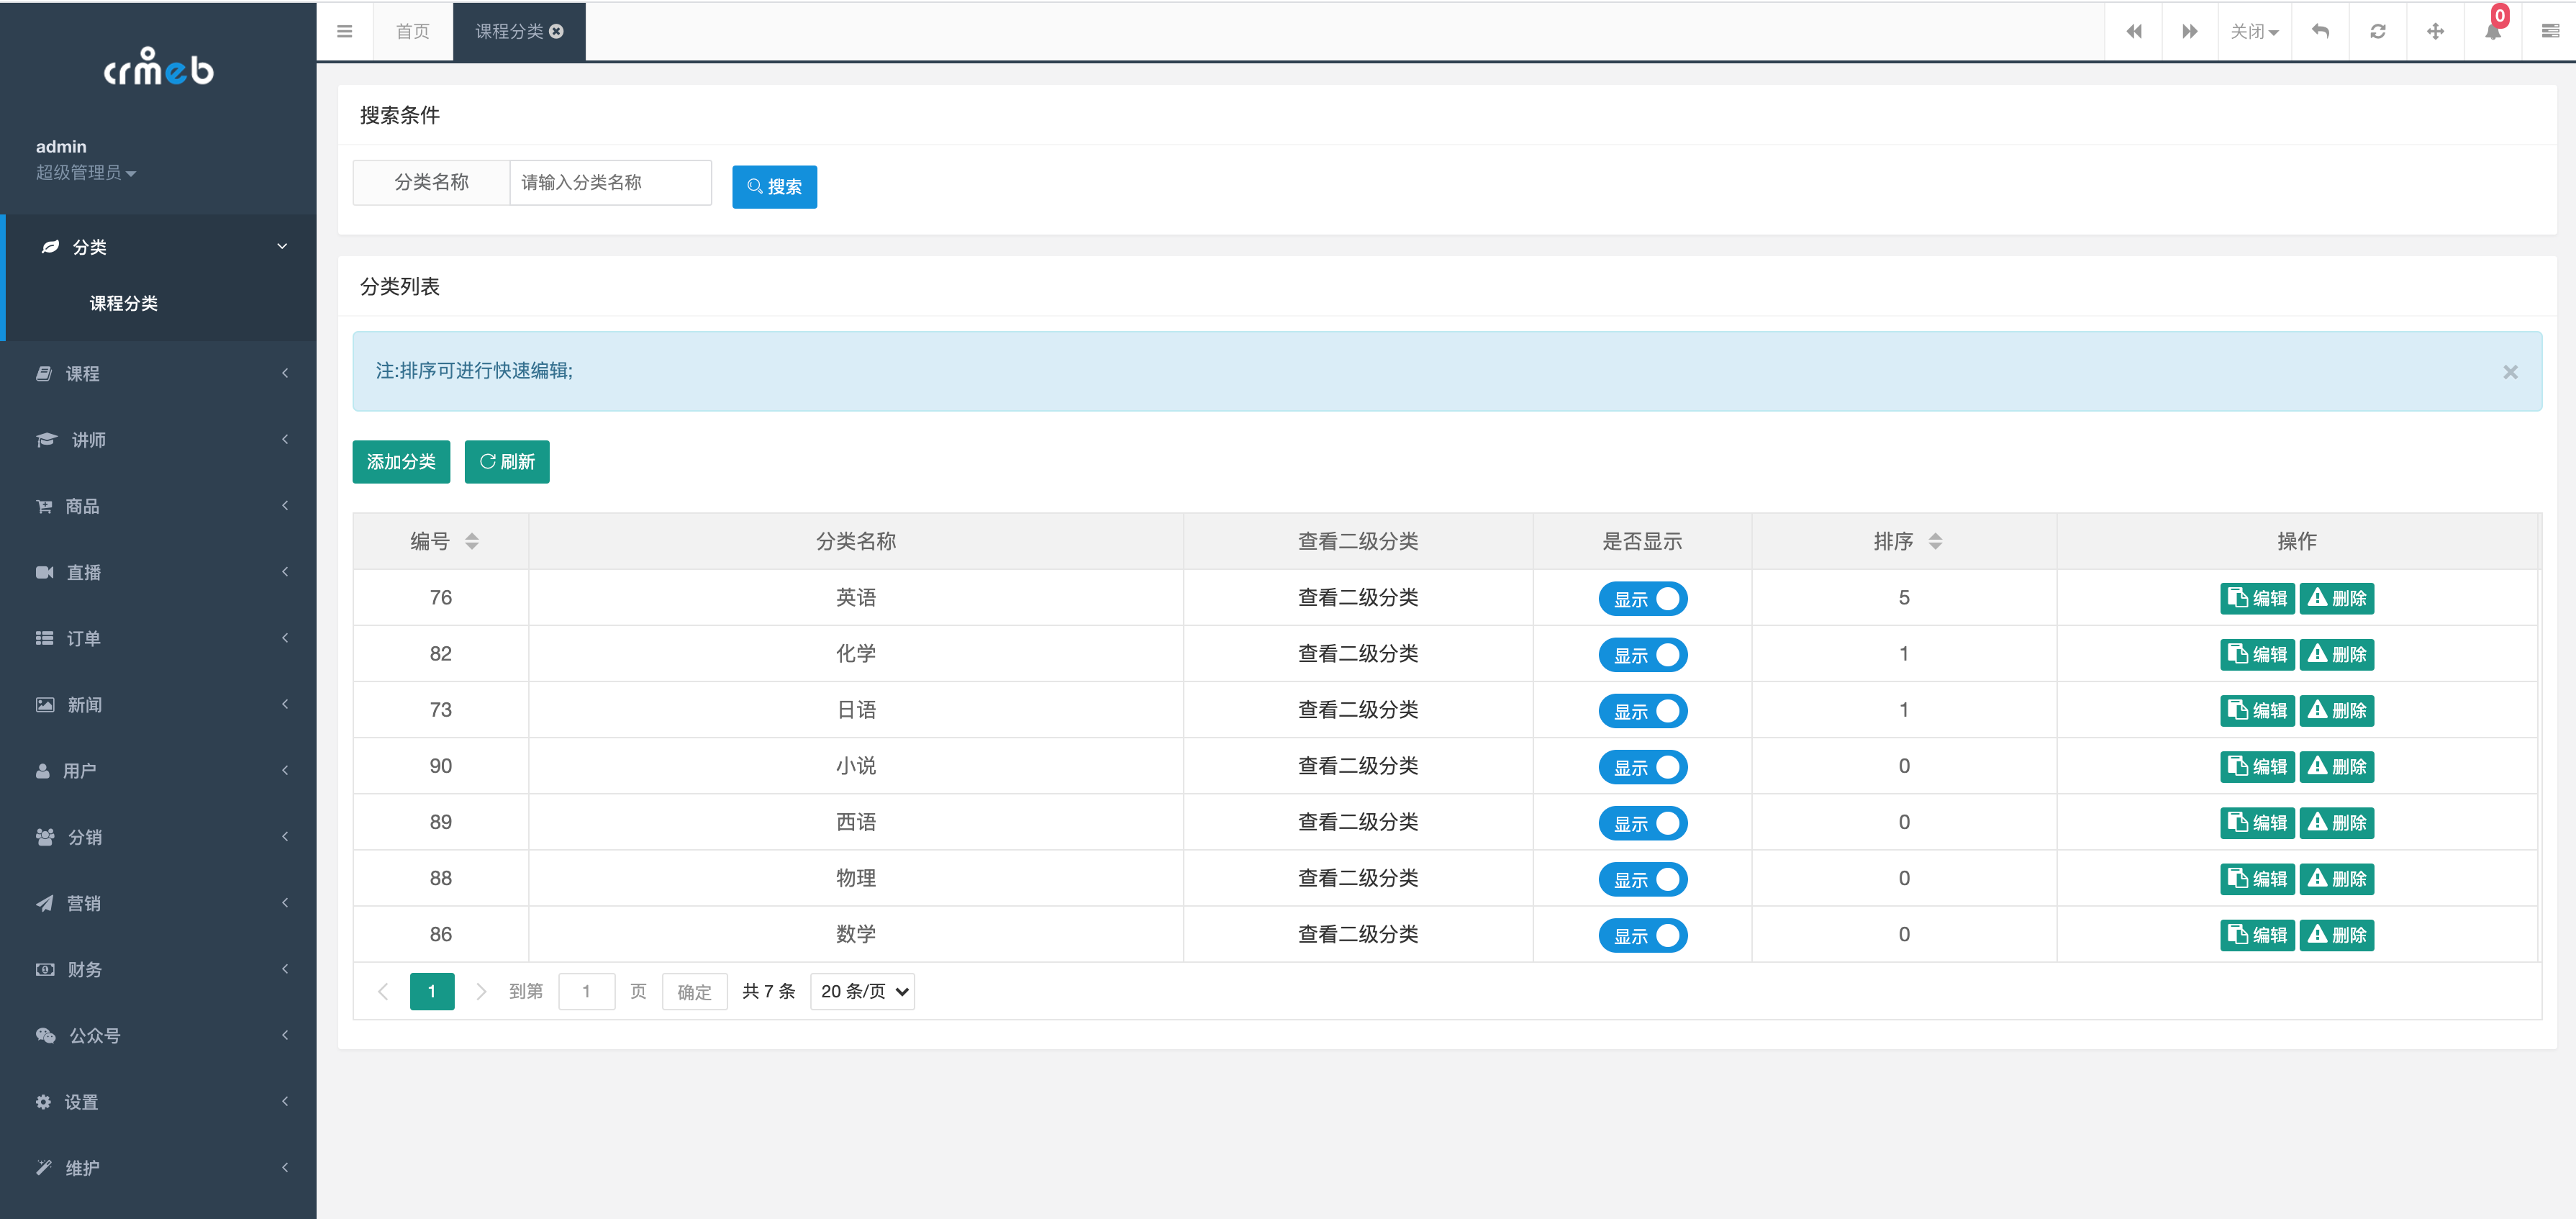 crmeb
admin
超级管理员
分类
课程分类
课程
讲师
商品
直播
订单
新闻
用户
分销
营销
财务
公众号
设置
维护
首页 课程分类 关闭 0
搜索条件
分类名称 请输入分类名称 搜索
分类列表
注:排序可进行快速编辑;
添加分类 刷新
编号 分类名称 查看二级分类 是否显示 排序 操作
76 英语 查看二级分类 显示 5 编辑 删除
82 化学 查看二级分类 显示 1 编辑 删除
73 日语 查看二级分类 显示 1 编辑 删除
90 小说 查看二级分类 显示 0 编辑 删除
89 西语 查看二级分类 显示 0 编辑 删除
88 物理 查看二级分类 显示 0 编辑 删除
86 数学 查看二级分类 显示 0 编辑 删除
1 到第 1 页 确定 共 7 条 20 条/页